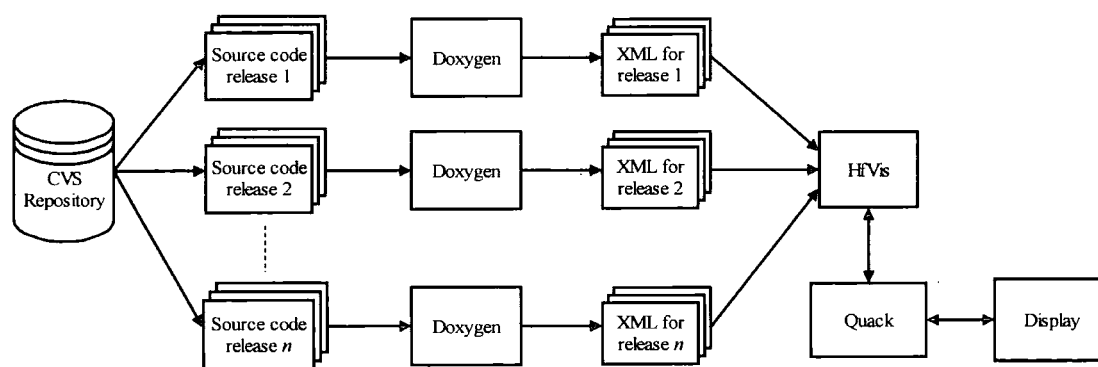 Source code
release 1
Doxygen
XML for
release 1
CVS
Repository
Source code
release 2
Doxygen
XML for
release 2
HfVis
Source code
release n
Doxygen
XML for
release n
Quack
Display